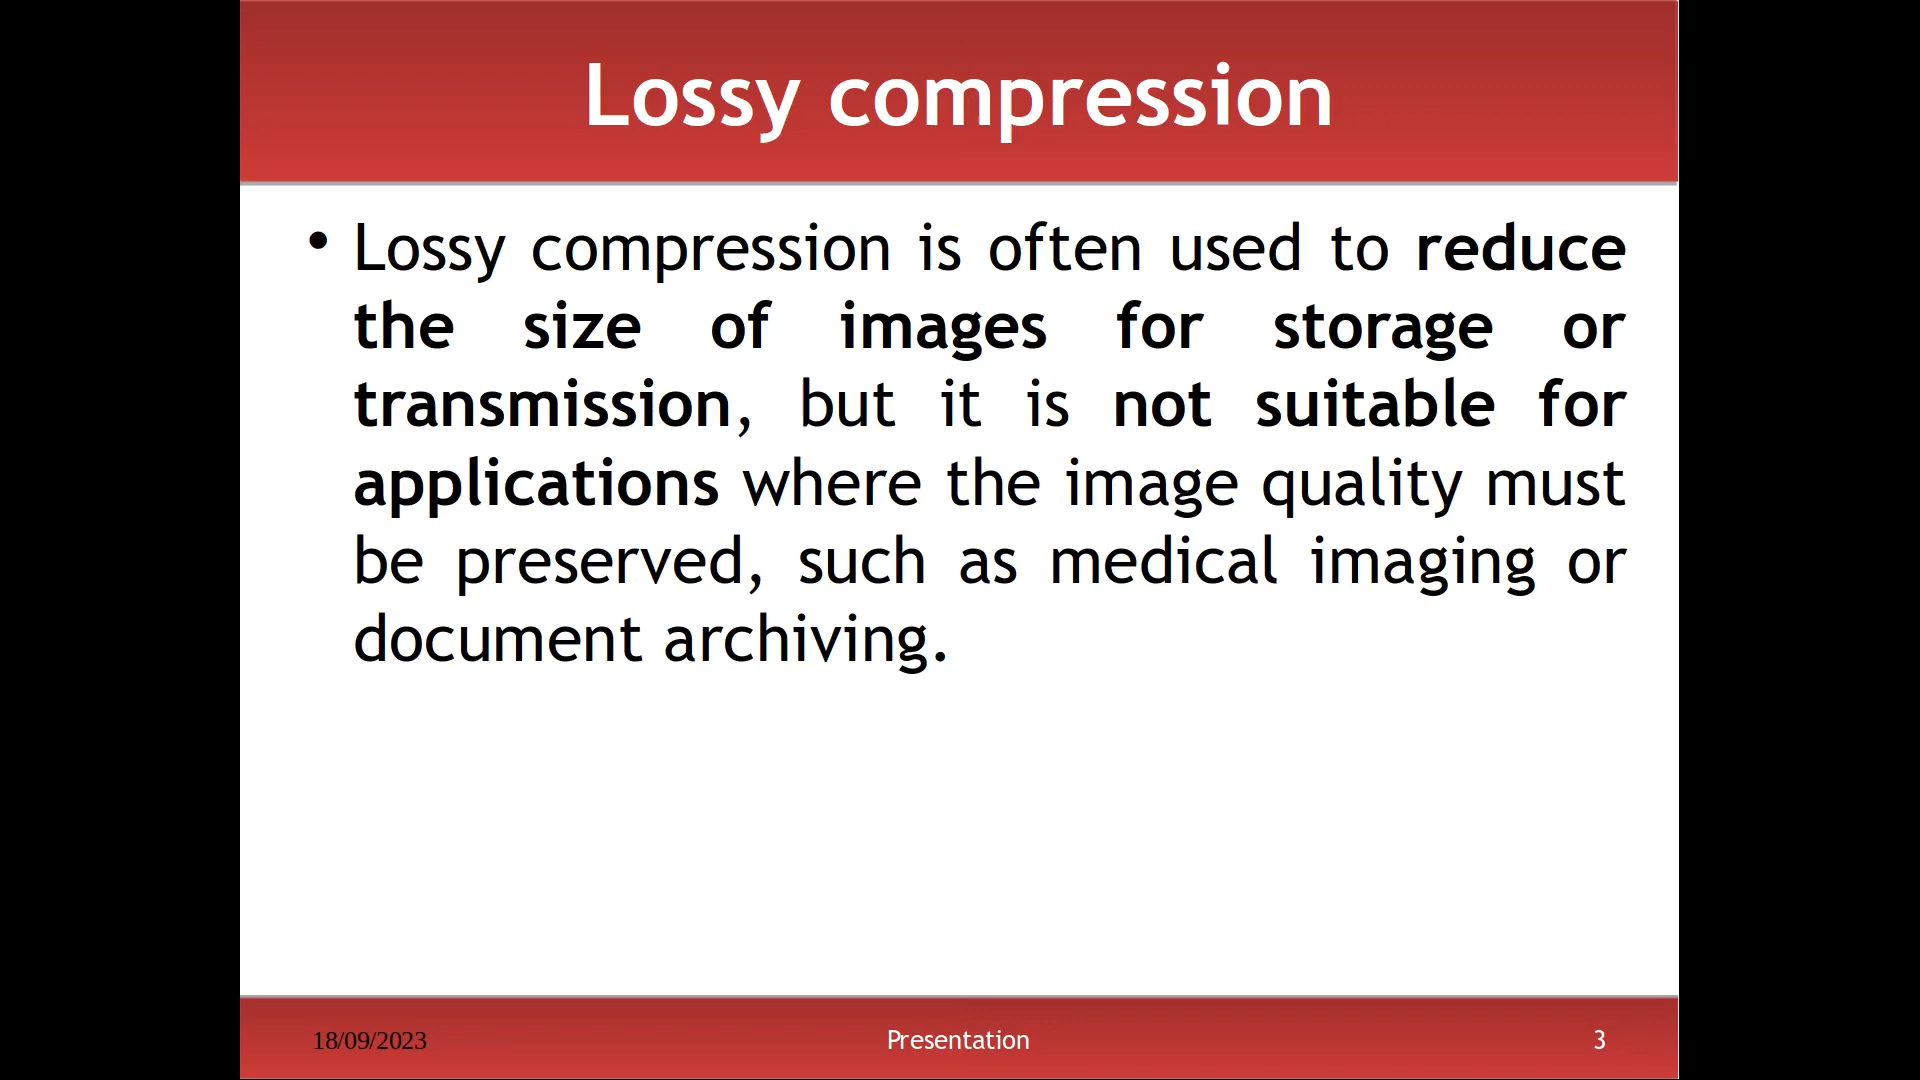 Lossy compression
• Lossy compression is often used to reduce
the size of images for storage or
transmission, but it is not suitable for
applications where the image quality must
be preserved, such as medical imaging or
document archiving.
18/09/2023 Presentation 3